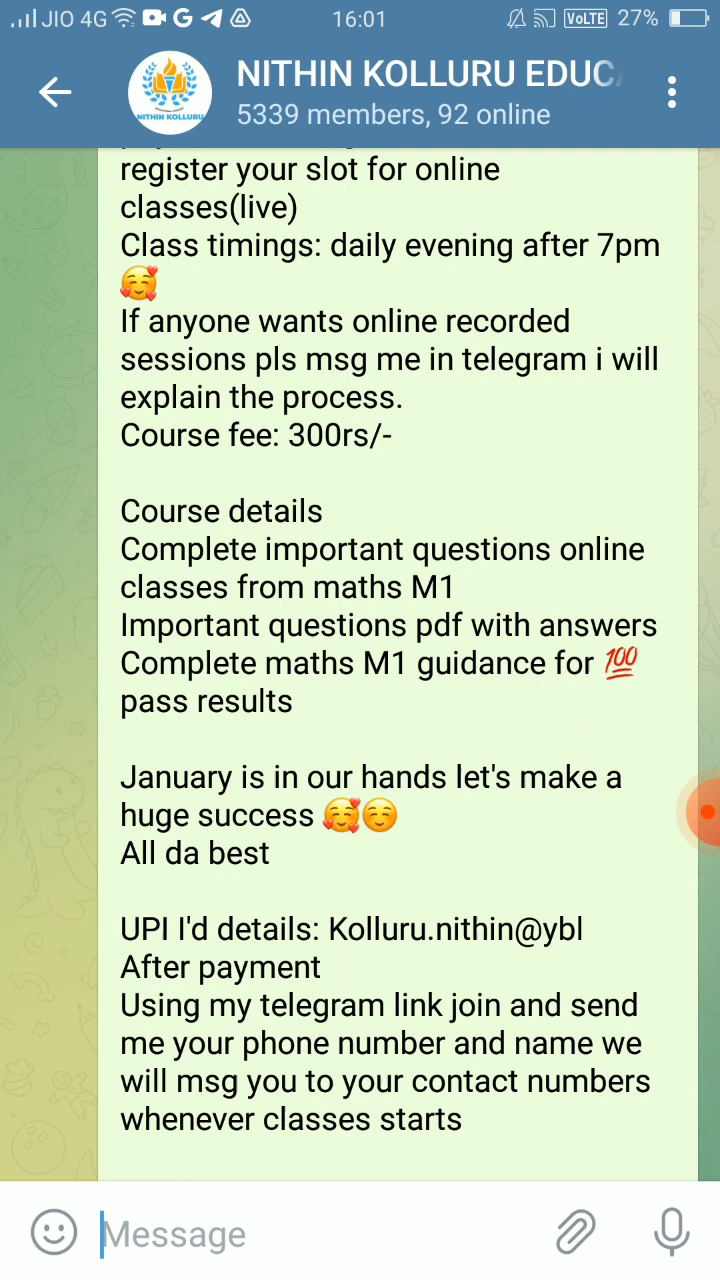 JIO 4G G 16:01 VoLTE 27%
NITHIN KOLLURU EDUCA
5339 members, 92 online
NITHIN KOLLURU
register your slot for online
classes(live)
Class timings: daily evening after 7pm
🥰
If anyone wants online recorded
sessions pls msg me in telegram i will
explain the process.
Course fee: 300rs/-
Course details
Complete important questions online
classes from maths M1
Important questions pdf with answers
Complete maths M1 guidance for 💯
pass results
January is in our hands let's make a
huge success 🥰☺️
All da best
UPI I'd details: Kolluru.nithin@ybl
After payment
Using my telegram link join and send
me your phone number and name we
will msg you to your contact numbers
whenever classes starts
Message